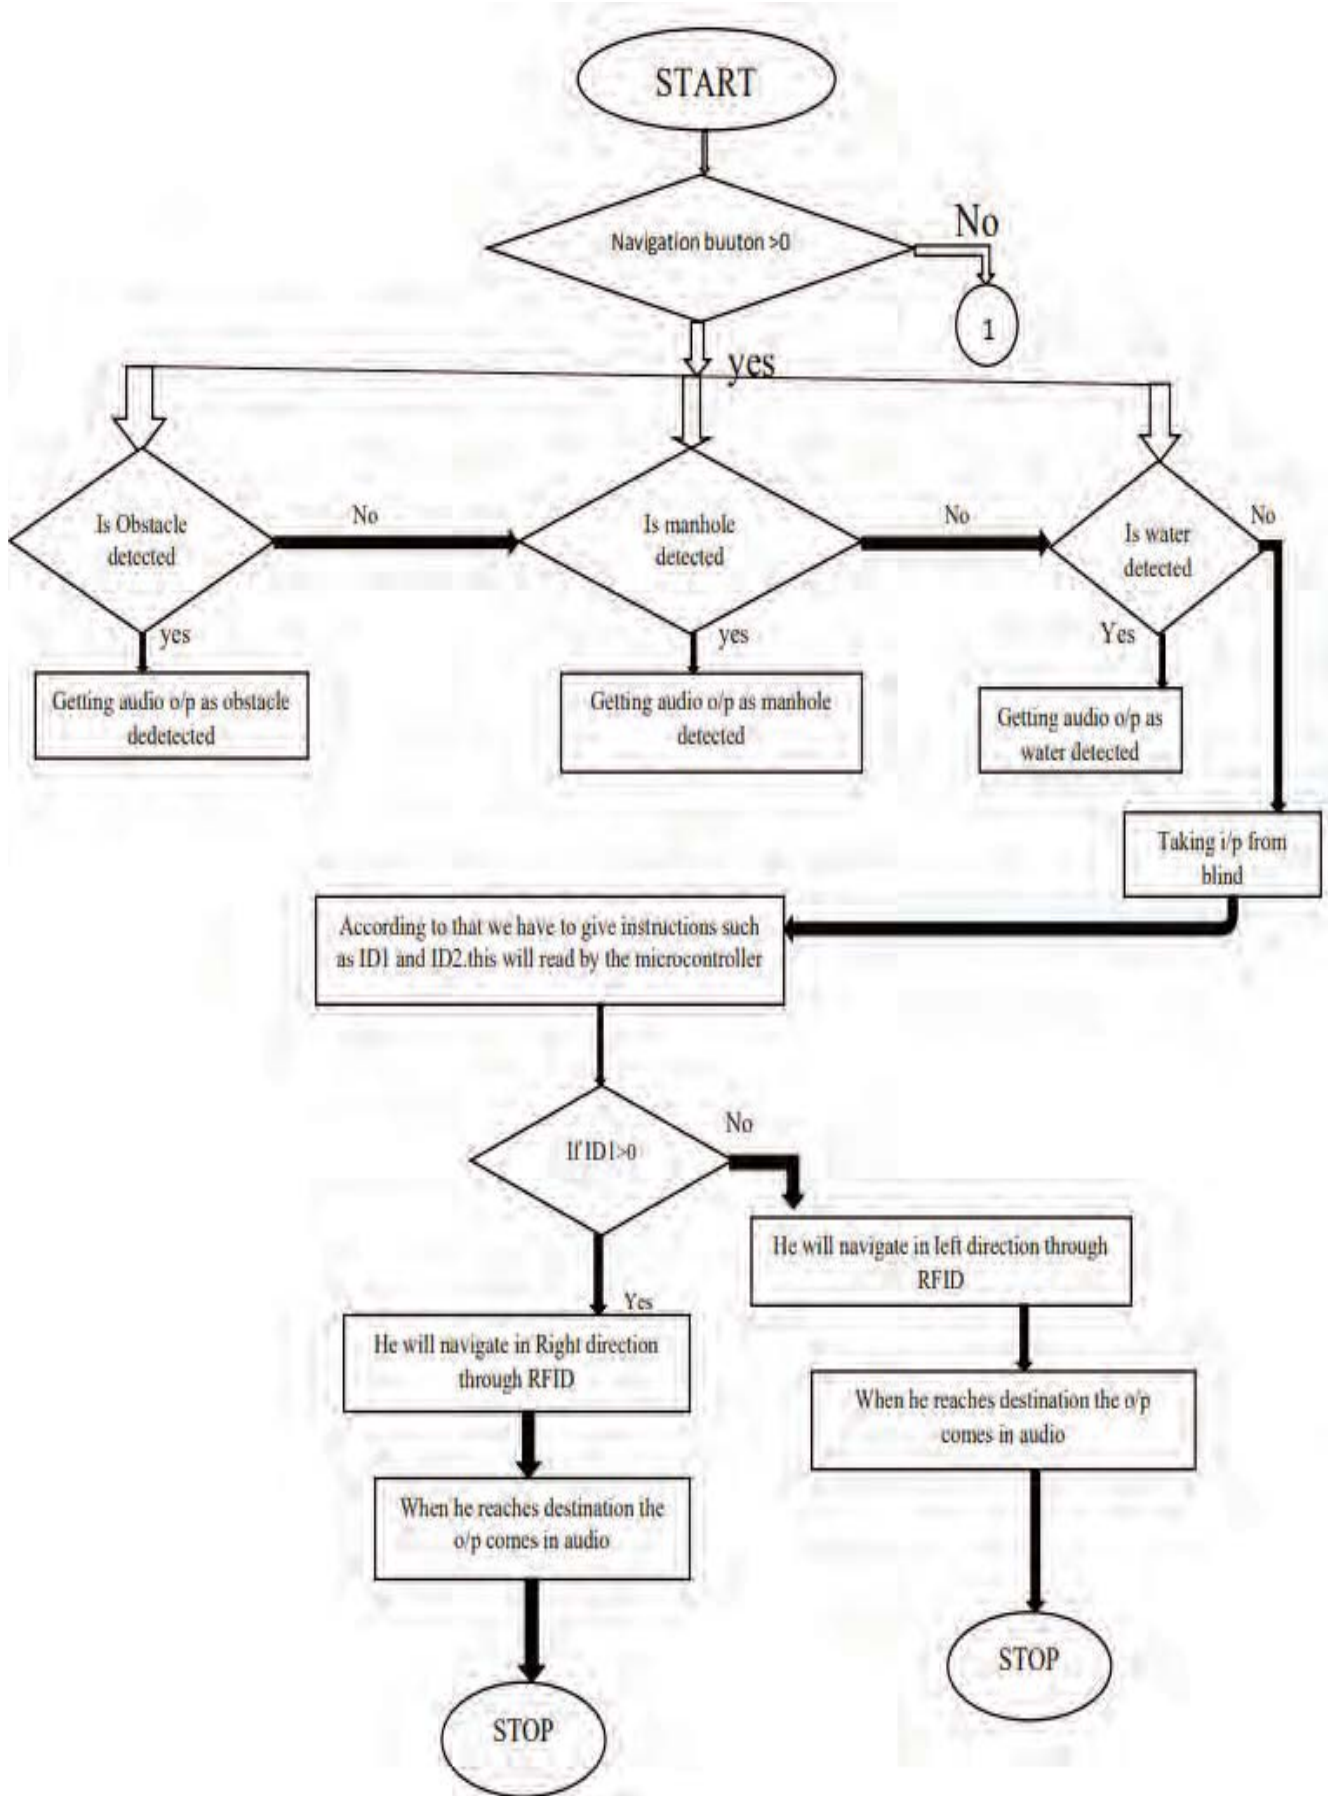 START
Navigation buuton >0
No
1
yes
Is Obstacle
detected
No
Is manhole
detected
No
Is water
detected
No
yes
yes
Yes
Getting audio o/p as obstacle
dedetected
Getting audio o/p as manhole
detected
Getting audio o/p as
water detected
Taking i/p from
blind
According to that we have to give instructions such
as ID1 and ID2.this will read by the microcontroller
If ID1>0
No
Yes
He will navigate in left direction through
RFID
He will navigate in Right direction
through RFID
When he reaches destination the o/p
comes in audio
When he reaches destination the
o/p comes in audio
STOP
STOP